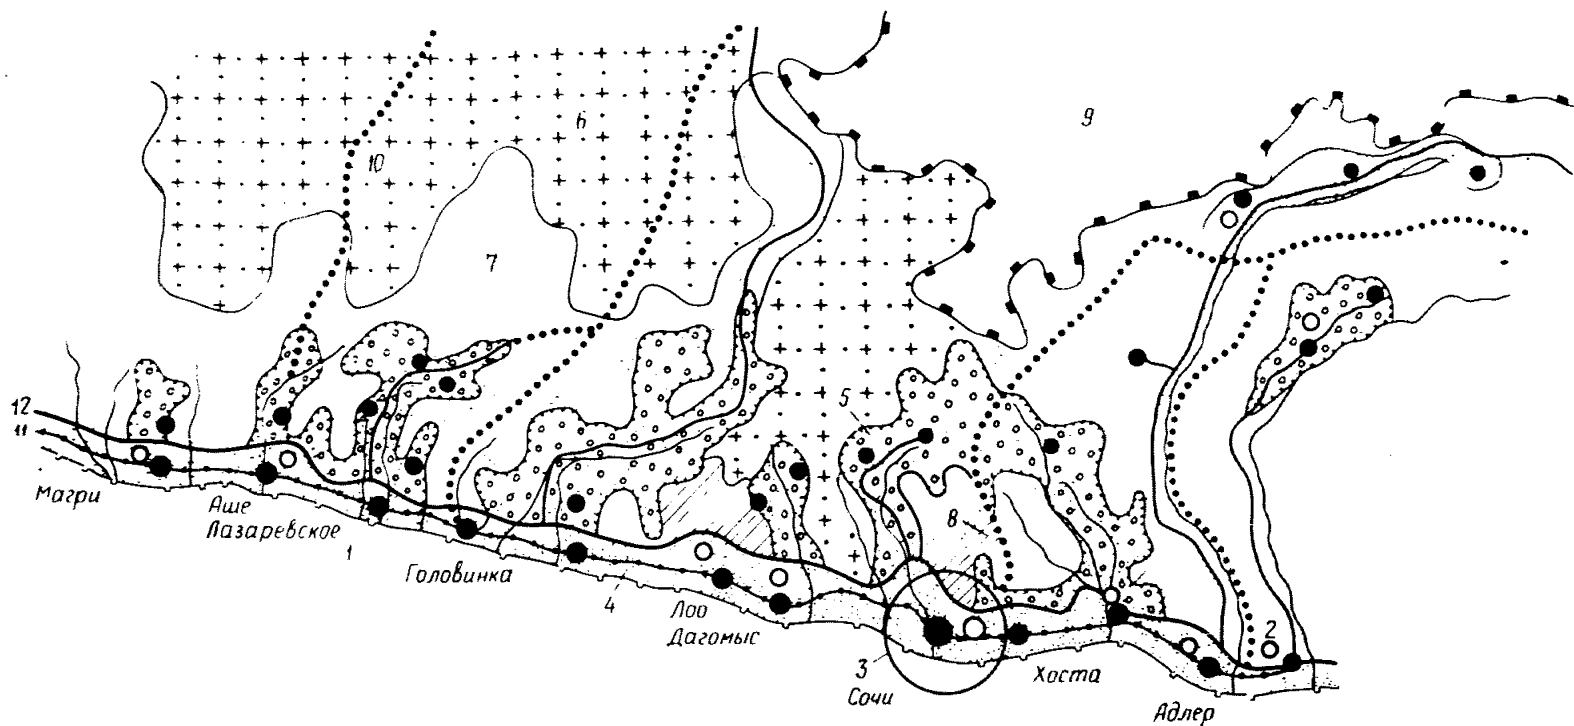 6
9
10
7
5
12
11
Магри
Аше
Лазаревское
1
Головинка
4
Лоо
Дагомыс
8
3
Сочи
2
Хоста
Адлер